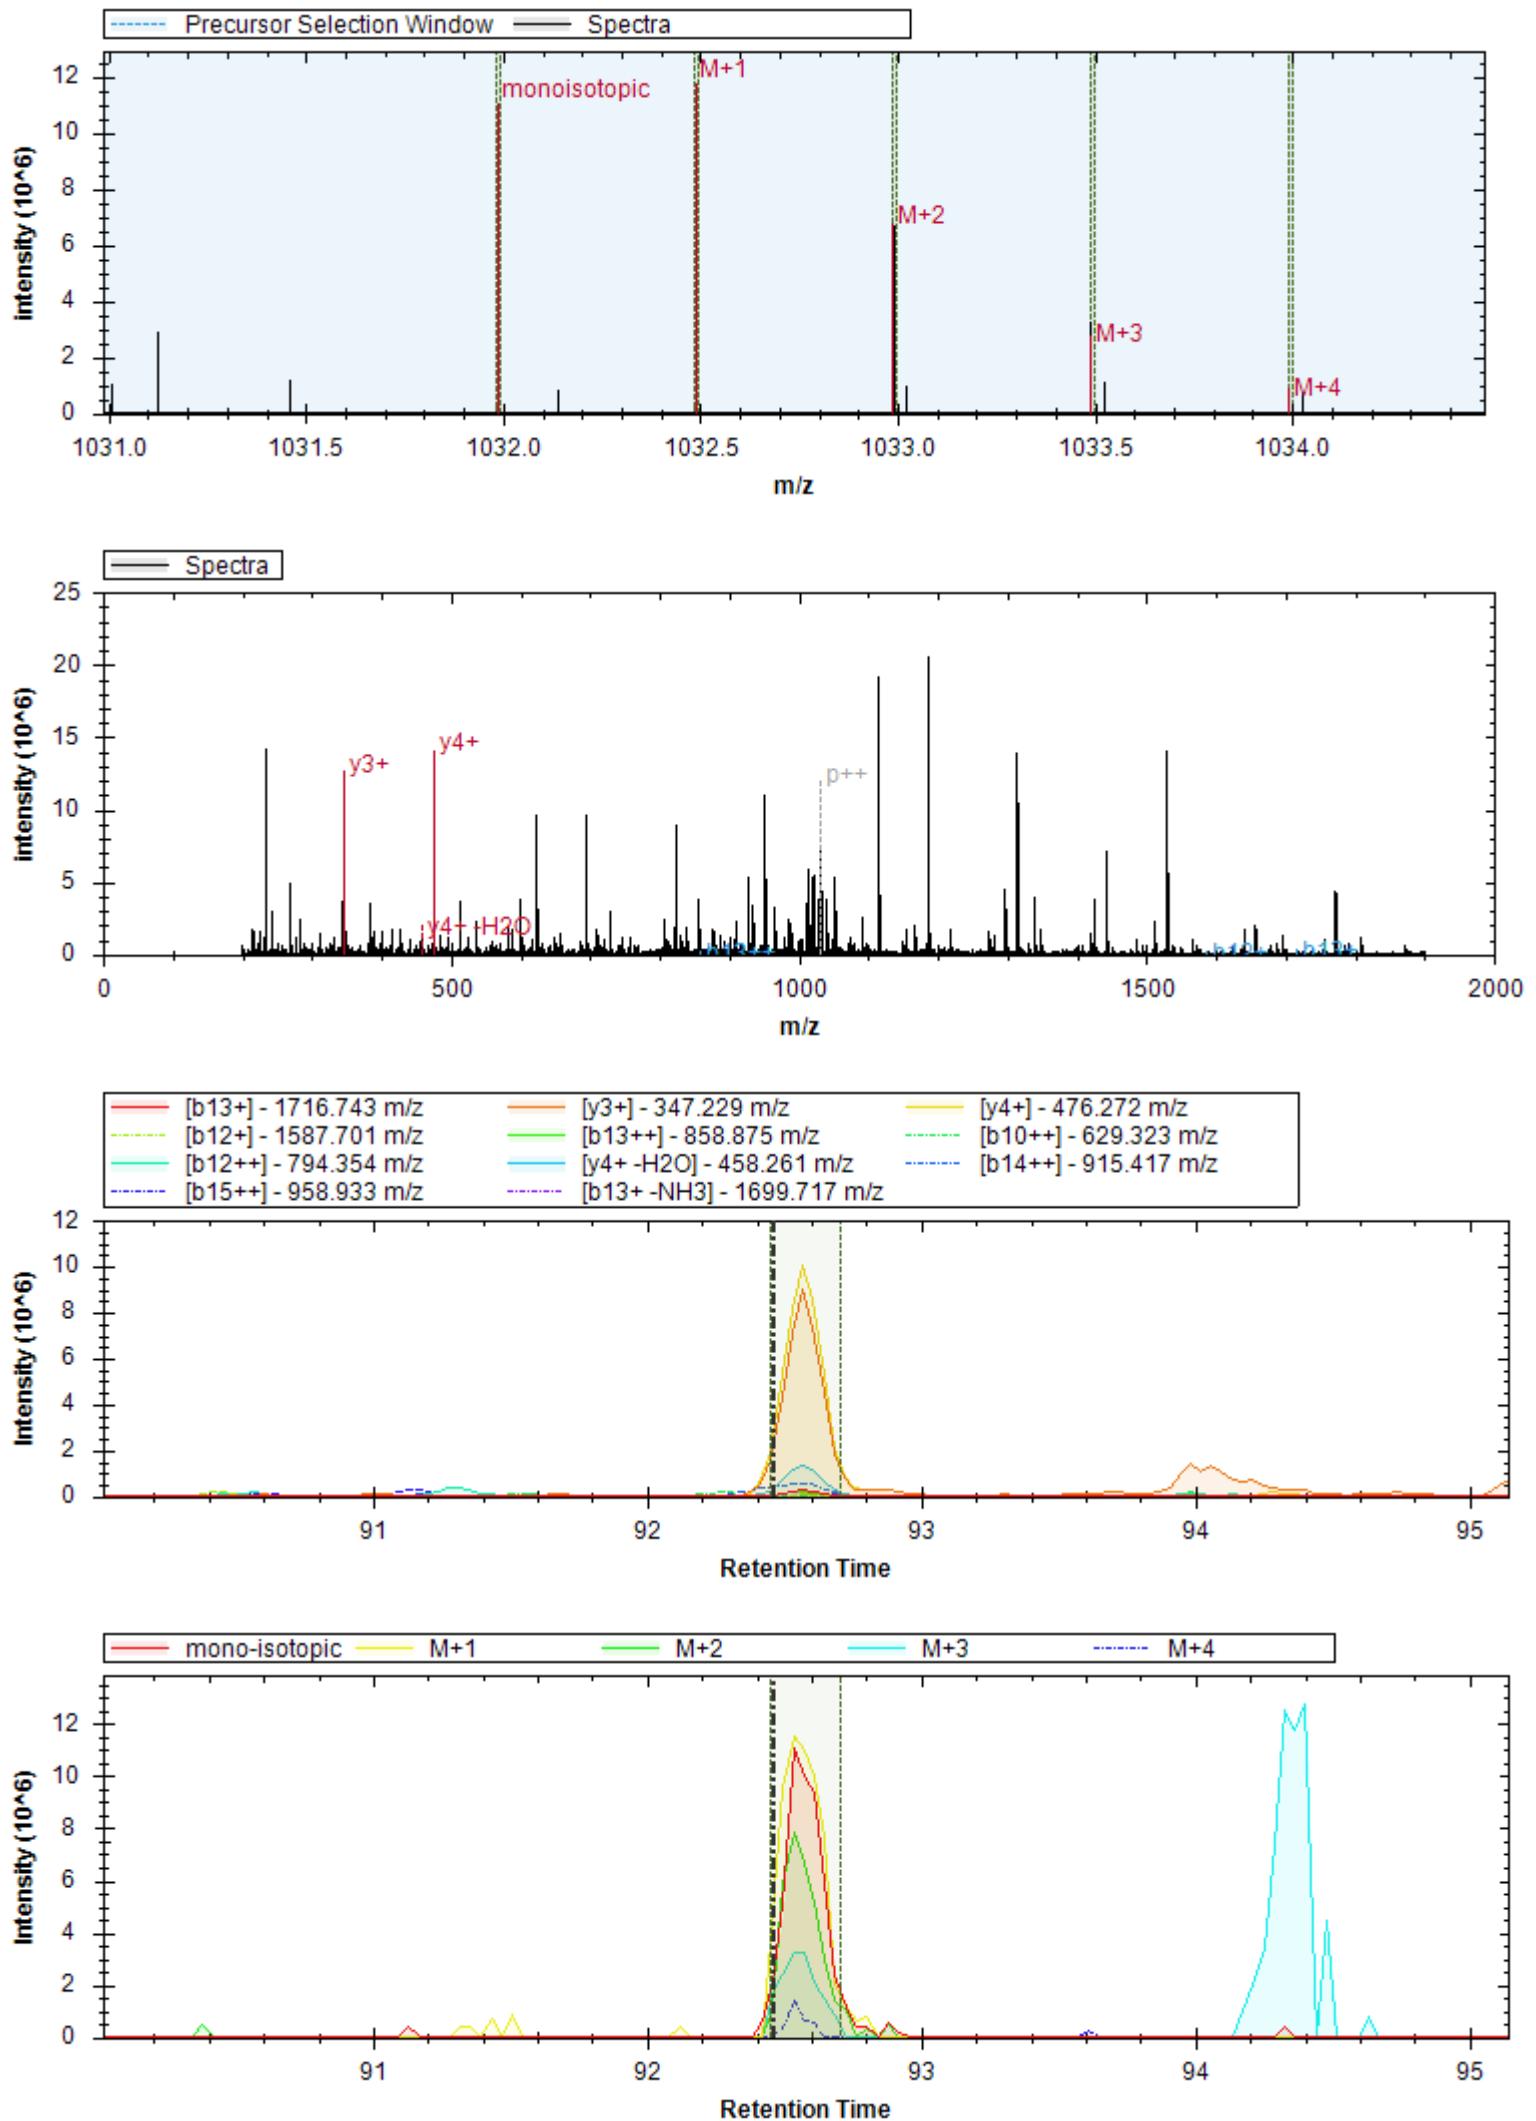 Precursor Selection Window Spectra
intensity (10^6)
12
10
8
6
4
2
0
monoisotopic
M+1
M+2
M+3
M+4
1031.0 1031.5 1032.0 1032.5 1033.0 1033.5 1034.0
m/z
Spectra
intensity (10^6)
25
20
15
10
5
0
y3+
y4+
y4+ -H2O
p++
b13++
b12+
b13+
0 500 1000 1500 2000
m/z
[b13+] - 1716.743 m/z [y3+] - 347.229 m/z [y4+] - 476.272 m/z
[b12+] - 1587.701 m/z [b13++] - 858.875 m/z [b10++] - 629.323 m/z
[b12++] - 794.354 m/z [y4+ -H2O] - 458.261 m/z [b14++] - 915.417 m/z
[b15++] - 958.933 m/z [b13+ -NH3] - 1699.717 m/z
Intensity (10^6)
12
10
8
6
4
2
0
91 92 93 94 95
Retention Time
mono-isotopic M+1 M+2 M+3 M+4
Intensity (10^6)
12
10
8
6
4
2
0
91 92 93 94 95
Retention Time